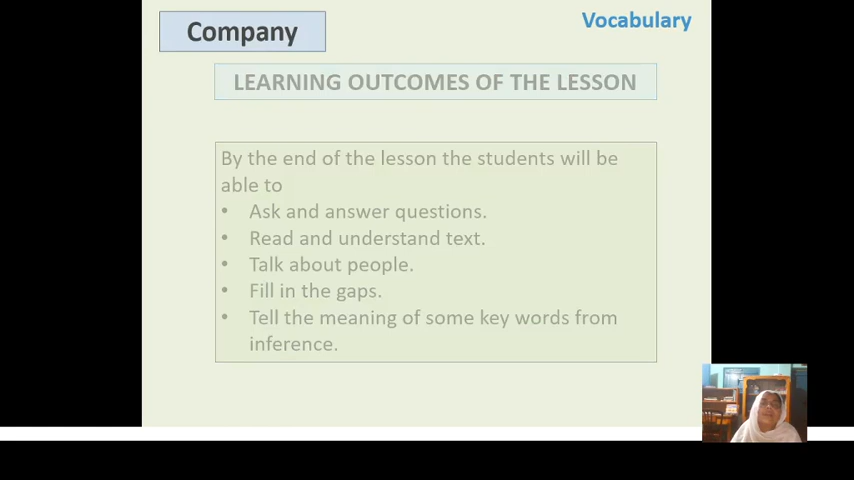 Company
Vocabulary
LEARNING OUTCOMES OF THE LESSON
By the end of the lesson the students will be
able to
• Ask and answer questions.
• Read and understand text.
• Talk about people.
• Fill in the gaps.
• Tell the meaning of some key words from
inference.